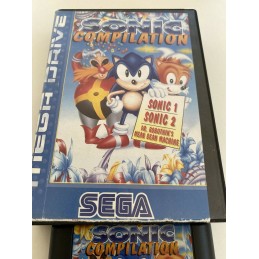 SONIC
COMPILATION
MEGA DRIVE
SONIC 1
SONIC 2
DR. ROBOTNIK'S
MEAN BEAN MACHINE
SEGA
SONIC
COMPILATION